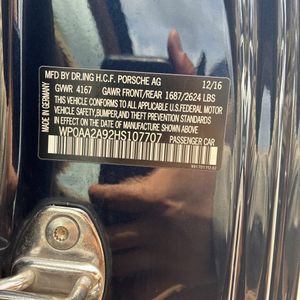 MFD BY DR.ING H.C.F. PORSCHE AG 12/16
GVWR 4167 GAWR FRONT/REAR 1687/2624 LBS
THIS VEHICLE CONFORMS TO ALL APPLICABLE U.S. FEDERAL MOTOR
VEHICLE SAFETY, BUMPER, AND THEFT PREVENTION STANDARDS
IN EFFECT ON THE DATE OF MANUFACTURE SHOWN ABOVE
WP0AA2A92HS107707 PASSENGER CAR
MADE IN GERMANY